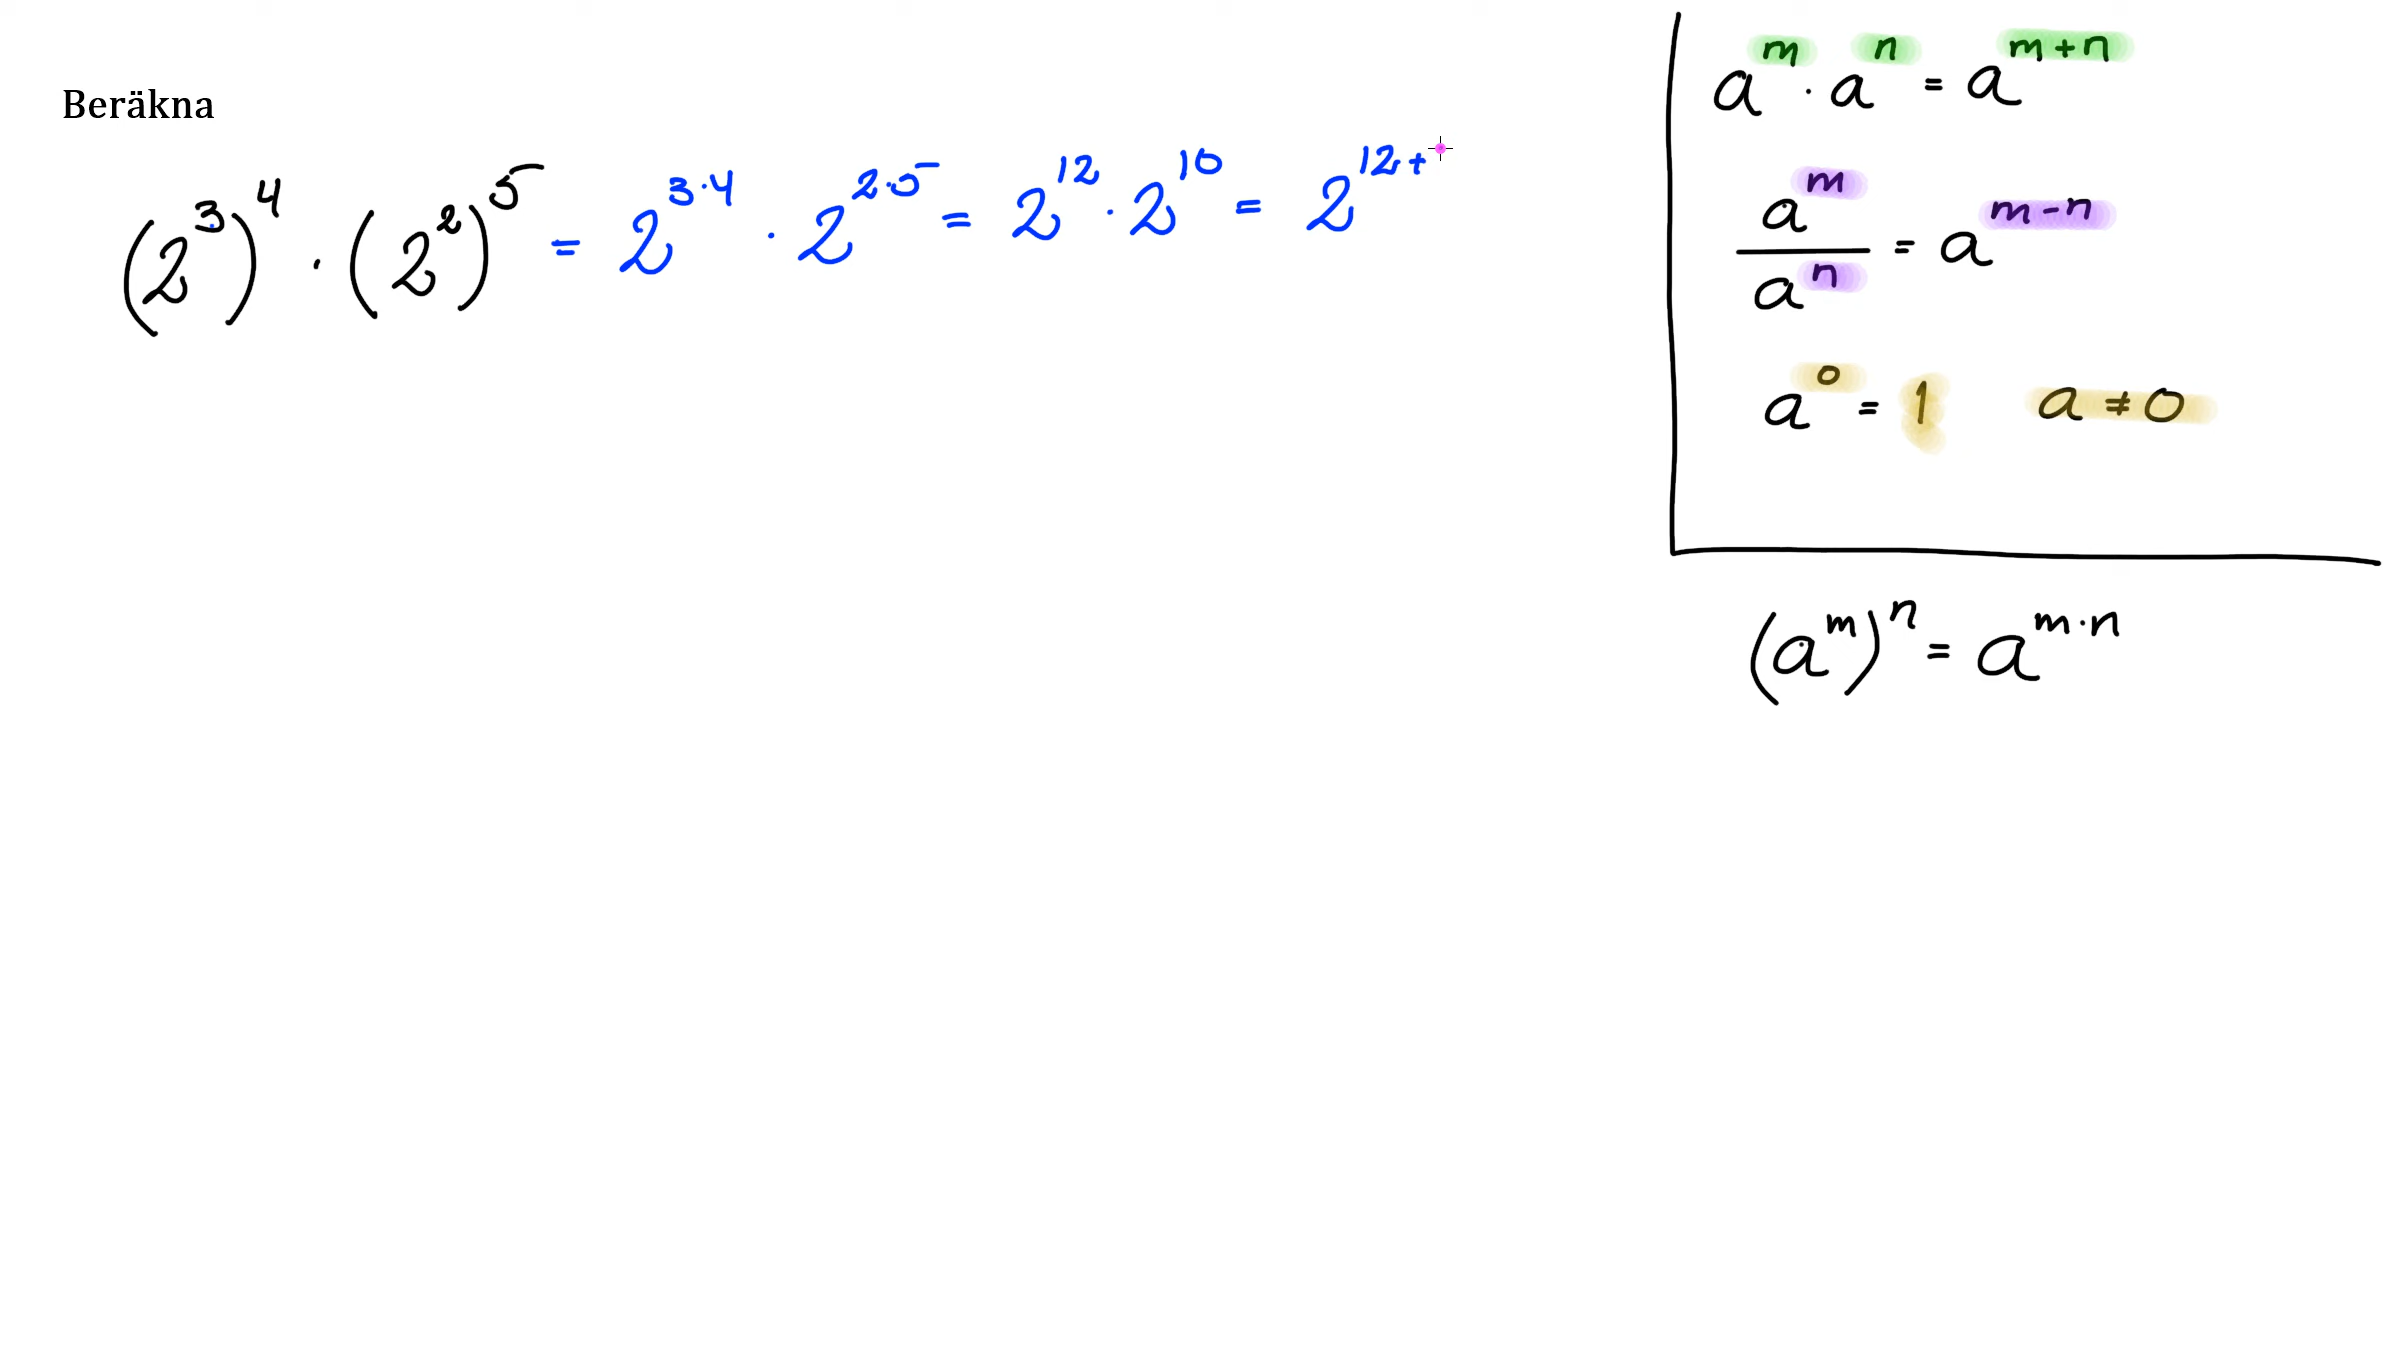 Beräkna
(2³)⁴ · (2²)⁵ = 2³·⁴ · 2²·⁵ = 2¹² · 2¹⁰ = 2¹²⁺
aᵐ · aⁿ = aᵐ⁺ⁿ
aᵐ
aⁿ = aᵐ⁻ⁿ
a⁰ = 1 a ≠ 0
(aᵐ)ⁿ = aᵐ·ⁿ